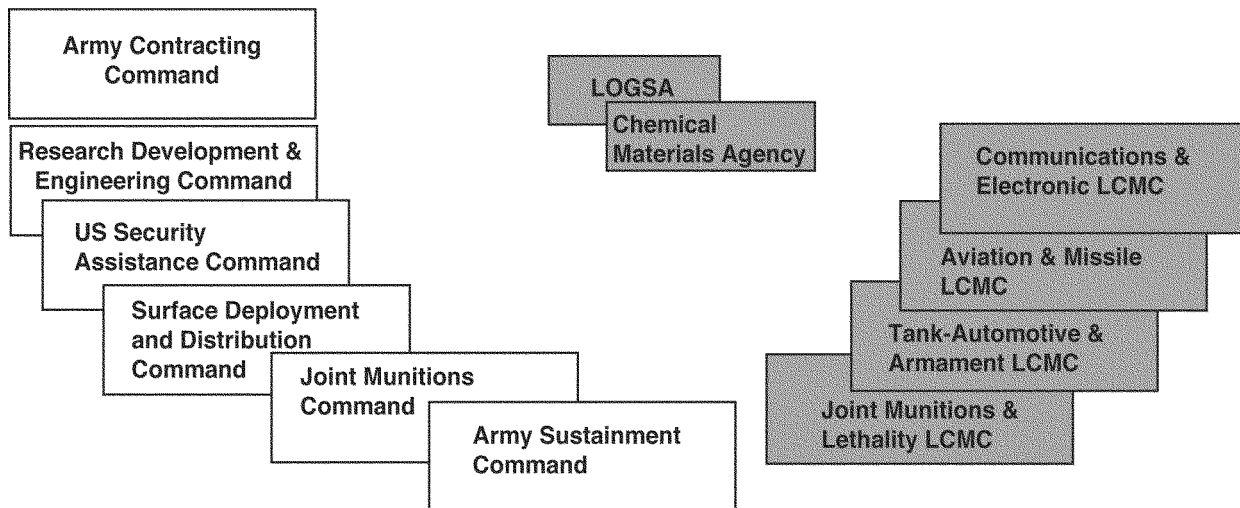 Army Contracting
Command
Research Development &
Engineering Command
US Security
Assistance Command
Surface Deployment
and Distribution
Command
Joint Munitions
Command
Army Sustainment
Command
LOGSA
Chemical
Materials Agency
Communications &
Electronic LCMC
Aviation & Missile
LCMC
Tank-Automotive &
Armament LCMC
Joint Munitions &
Lethality LCMC